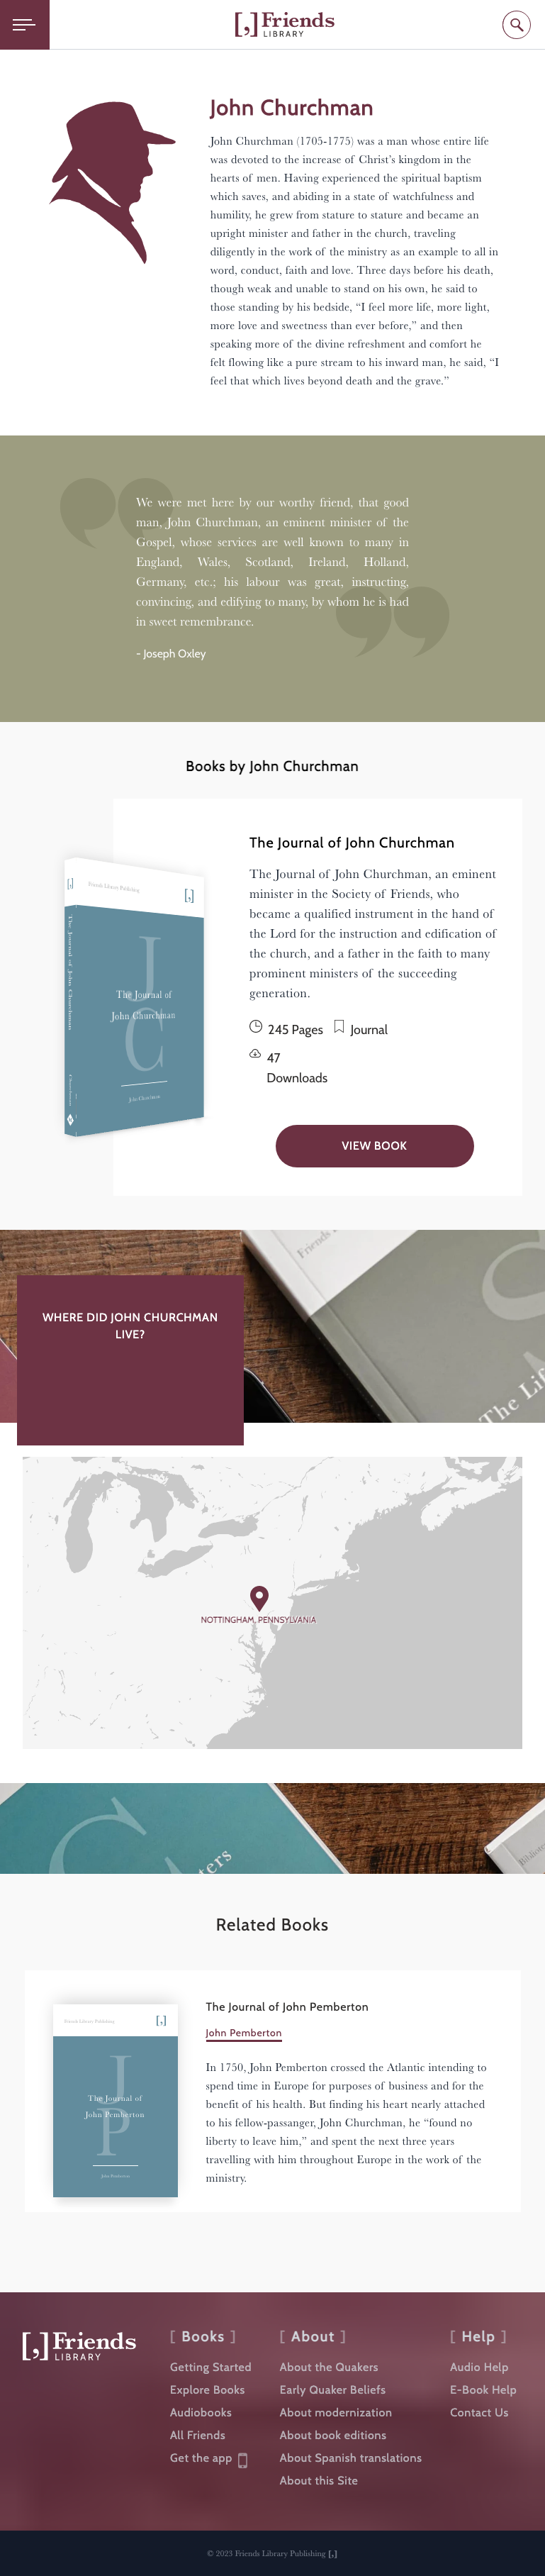 [,] Friends
LIBRARY
John Churchman
John Churchman (1705-1775) was a man whose entire life
was devoted to the increase of Christ’s kingdom in the
hearts of men. Having experienced the spiritual baptism
which saves, and abiding in a state of watchfulness and
humility, he grew from stature to stature and became an
upright minister and father in the church, traveling
diligently in the work of the ministry as an example to all in
word, conduct, faith and love. Three days before his death,
though weak and unable to stand on his own, he said to
those standing by his bedside, “I feel more life, more light,
more love and sweetness than ever before,” and then
speaking more of the divine refreshment and comfort he
felt flowing like a pure stream to his inward man, he said, “I
feel that which lives beyond death and the grave.”
We were met here by our worthy friend, that good
man, John Churchman, an eminent minister of the
Gospel, whose services are well known to many in
England, Wales, Scotland, Ireland, Holland,
Germany, etc.; his labour was great, instructing,
convincing, and edifying to many, by whom he is had
in sweet remembrance.
- Joseph Oxley
Books by John Churchman
Friends Library Publishing
[,]
[,]
The Journal of John Churchman
Churchman
J
C
The Journal of
John Churchman
John Churchman
The Journal of John Churchman
The Journal of John Churchman, an eminent
minister in the Society of Friends, who
became a qualified instrument in the hand of
the Lord for the instruction and edification of
the church, and a father in the faith to many
prominent ministers of the succeeding
generation.
245 Pages Journal
47
Downloads
VIEW BOOK
Friends
S
The Life
WHERE DID JOHN CHURCHMAN
LIVE?
NOTTINGHAM, PENNSYLVANIA
C
ters
Related Books
Friends Library Publishing
[,]
J
P
The Journal of
John Pemberton
John Pemberton
The Journal of John Pemberton
John Pemberton
In 1750, John Pemberton crossed the Atlantic intending to
spend time in Europe for purposes of business and for the
benefit of his health. But finding his heart nearly attached
to his fellow-passanger, John Churchman, he “found no
liberty to leave him,” and spent the next three years
travelling with him throughout Europe in the work of the
ministry.
[,] Friends
LIBRARY
[ Books ]
Getting Started
Explore Books
Audiobooks
All Friends
Get the app
[ About ]
About the Quakers
Early Quaker Beliefs
About modernization
About book editions
About Spanish translations
About this Site
[ Help ]
Audio Help
E-Book Help
Contact Us
© 2023 Friends Library Publishing [,]